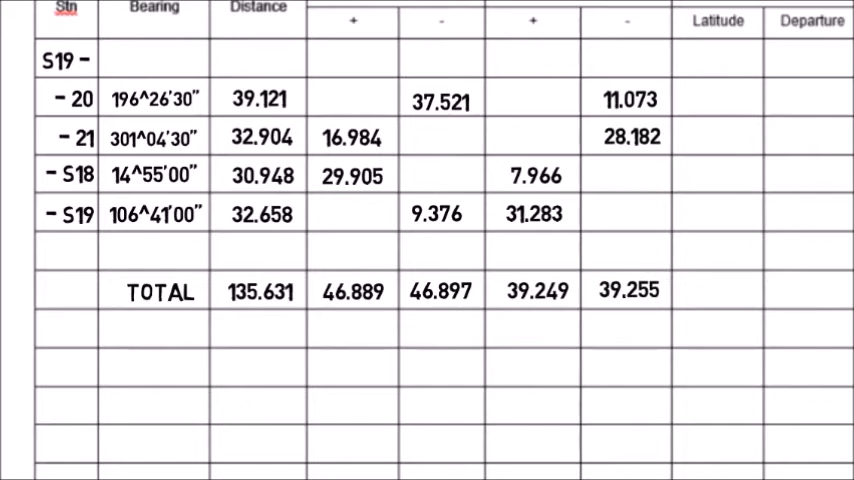 Stn Bearing Distance
+ - + - Latitude Departure
S19 -
- 20 196^26'30" 39.121 37.521 11.073
- 21 301^04'30" 32.904 16.984 28.182
- S18 14^55'00" 30.948 29.905 7.966
- S19 106^41'00" 32.658 9.376 31.283
TOTAL 135.631 46.889 46.897 39.249 39.255